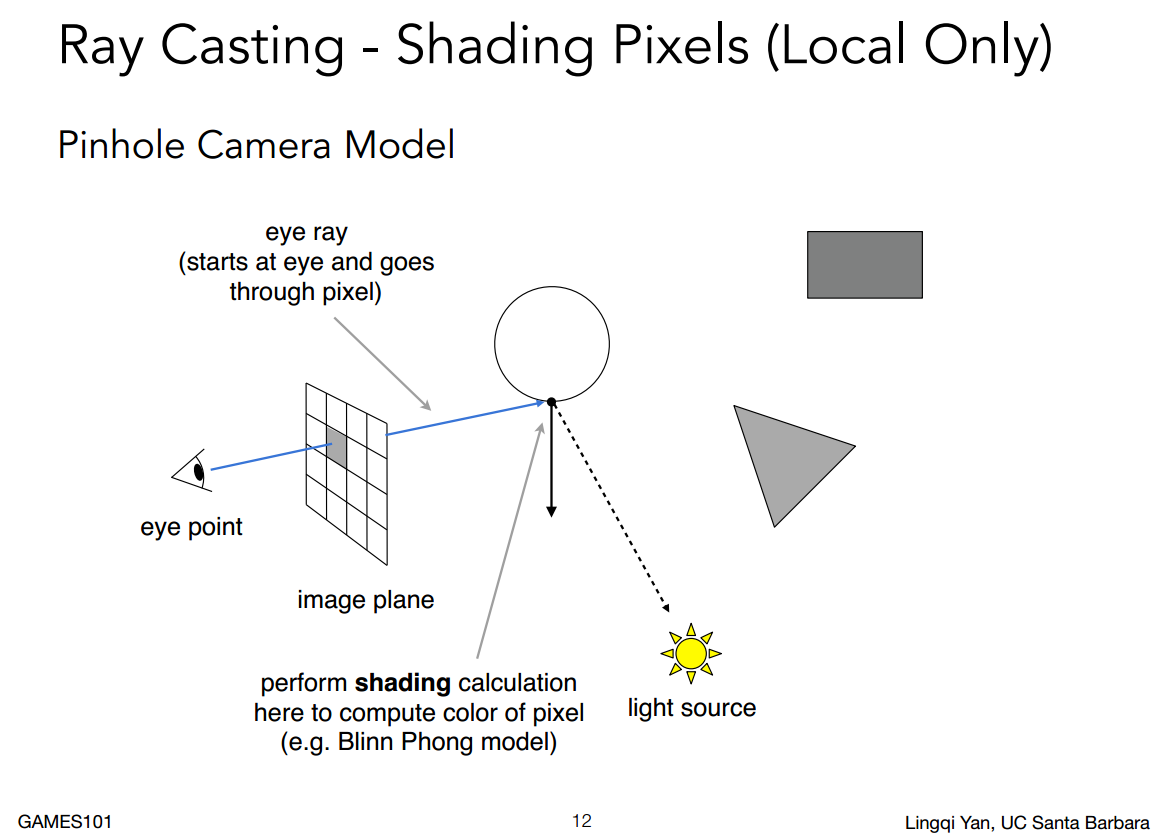 Ray Casting - Shading Pixels (Local Only)
Pinhole Camera Model
eye ray
(starts at eye and goes
through pixel)
eye point
image plane
perform shading calculation
here to compute color of pixel
(e.g. Blinn Phong model)
light source
GAMES101
12
Lingqi Yan, UC Santa Barbara